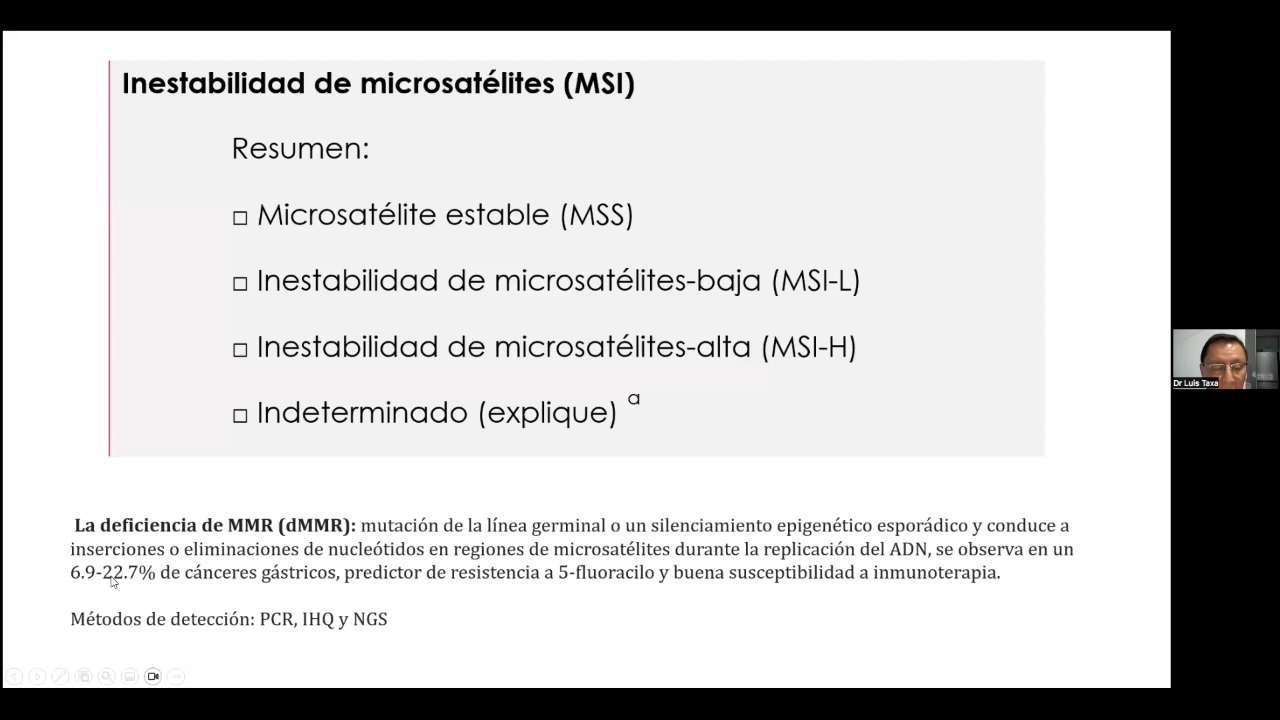 Inestabilidad de microsatélites (MSI)
Resumen:
□ Microsatélite estable (MSS)
□ Inestabilidad de microsatélites-baja (MSI-L)
□ Inestabilidad de microsatélites-alta (MSI-H)
□ Indeterminado (explique) a
La deficiencia de MMR (dMMR): mutación de la línea germinal o un silenciamiento epigenético esporádico y conduce a
inserciones o eliminaciones de nucleótidos en regiones de microsatélites durante la replicación del ADN, se observa en un
6.9-22.7% de cánceres gástricos, predictor de resistencia a 5-fluoracilo y buena susceptibilidad a inmunoterapia.
Métodos de detección: PCR, IHQ y NGS
Dr Luis Taxa